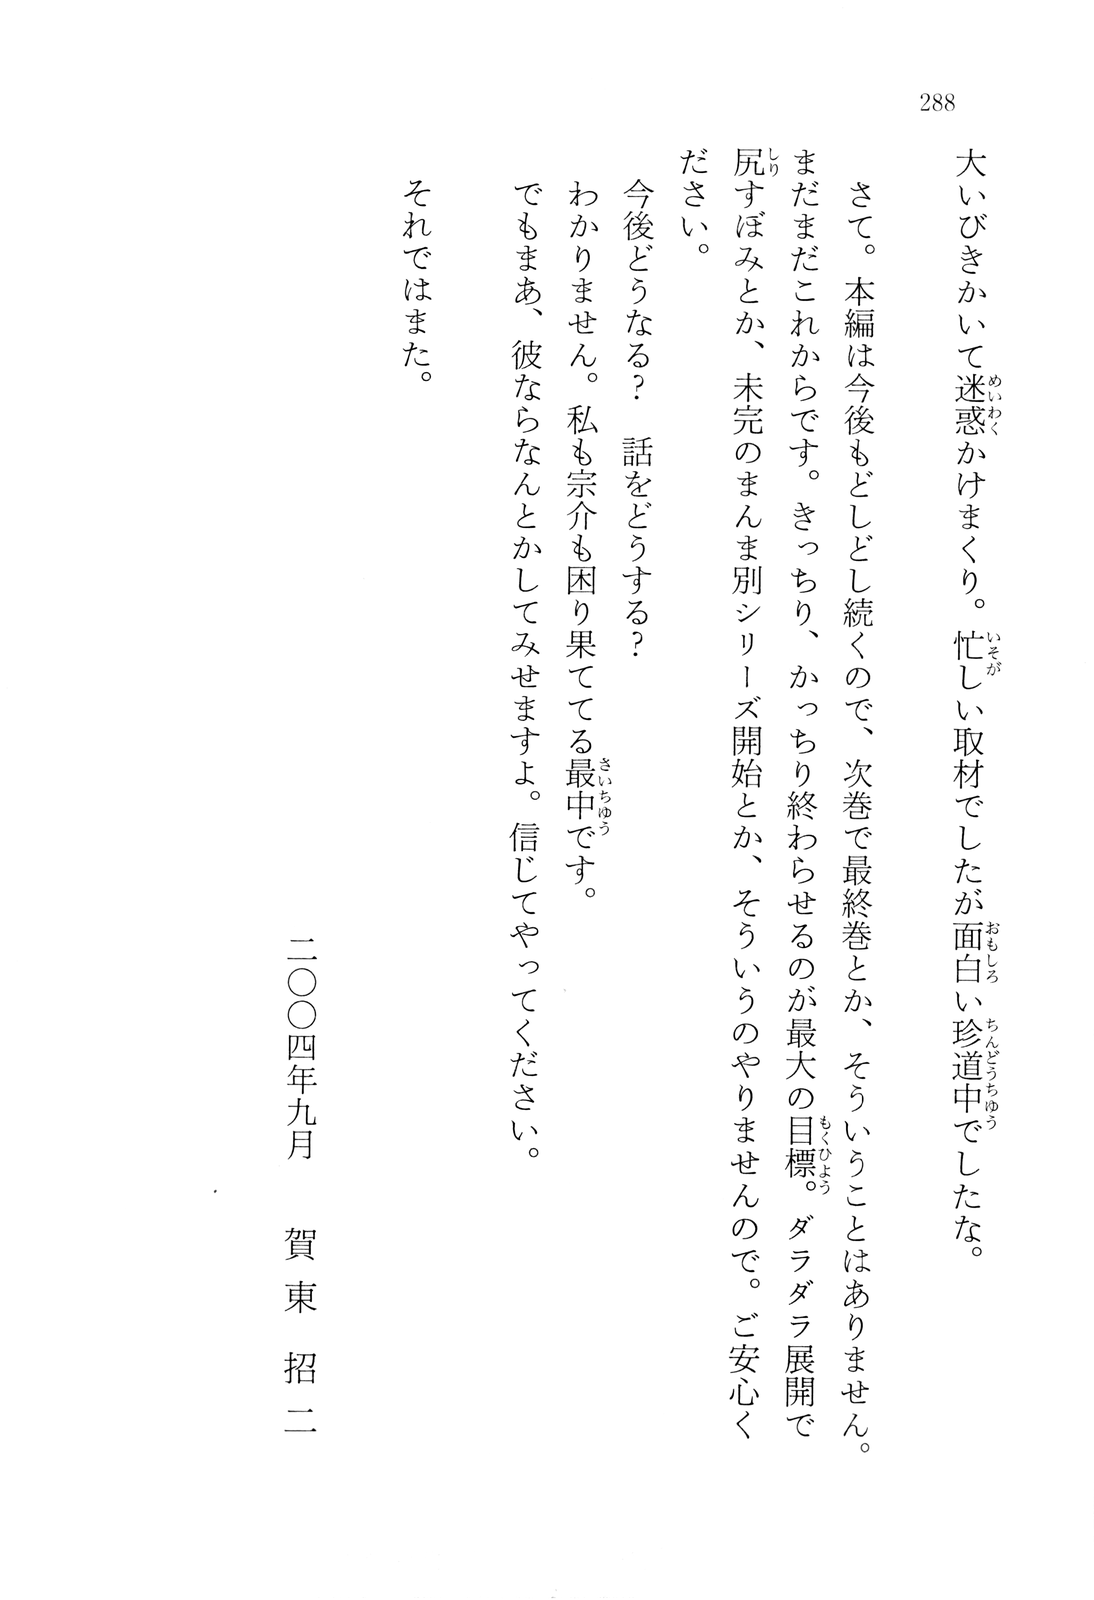 288
大いびきかいて迷惑かけまくり。忙しい取材でしたが面白い珍道中でしたな。
さて。本編は今後もどしどし続くので、次巻で最終巻とか、そういうことはありません。
まだまだこれからです。きっちり、かっちり終わらせるのが最大の目標。ダラダラ展開で
尻すぼみとか、未完のまんま別シリーズ開始とか、そういうのやりませんので。ご安心く
ださい。
今後どうなる？　話をどうする？
わかりません。私も宗介も困り果ててる最中です。
でもまあ、彼ならなんとかしてみせますよ。信じてやってください。
それではまた。
二〇〇四年九月　　賀東　招二